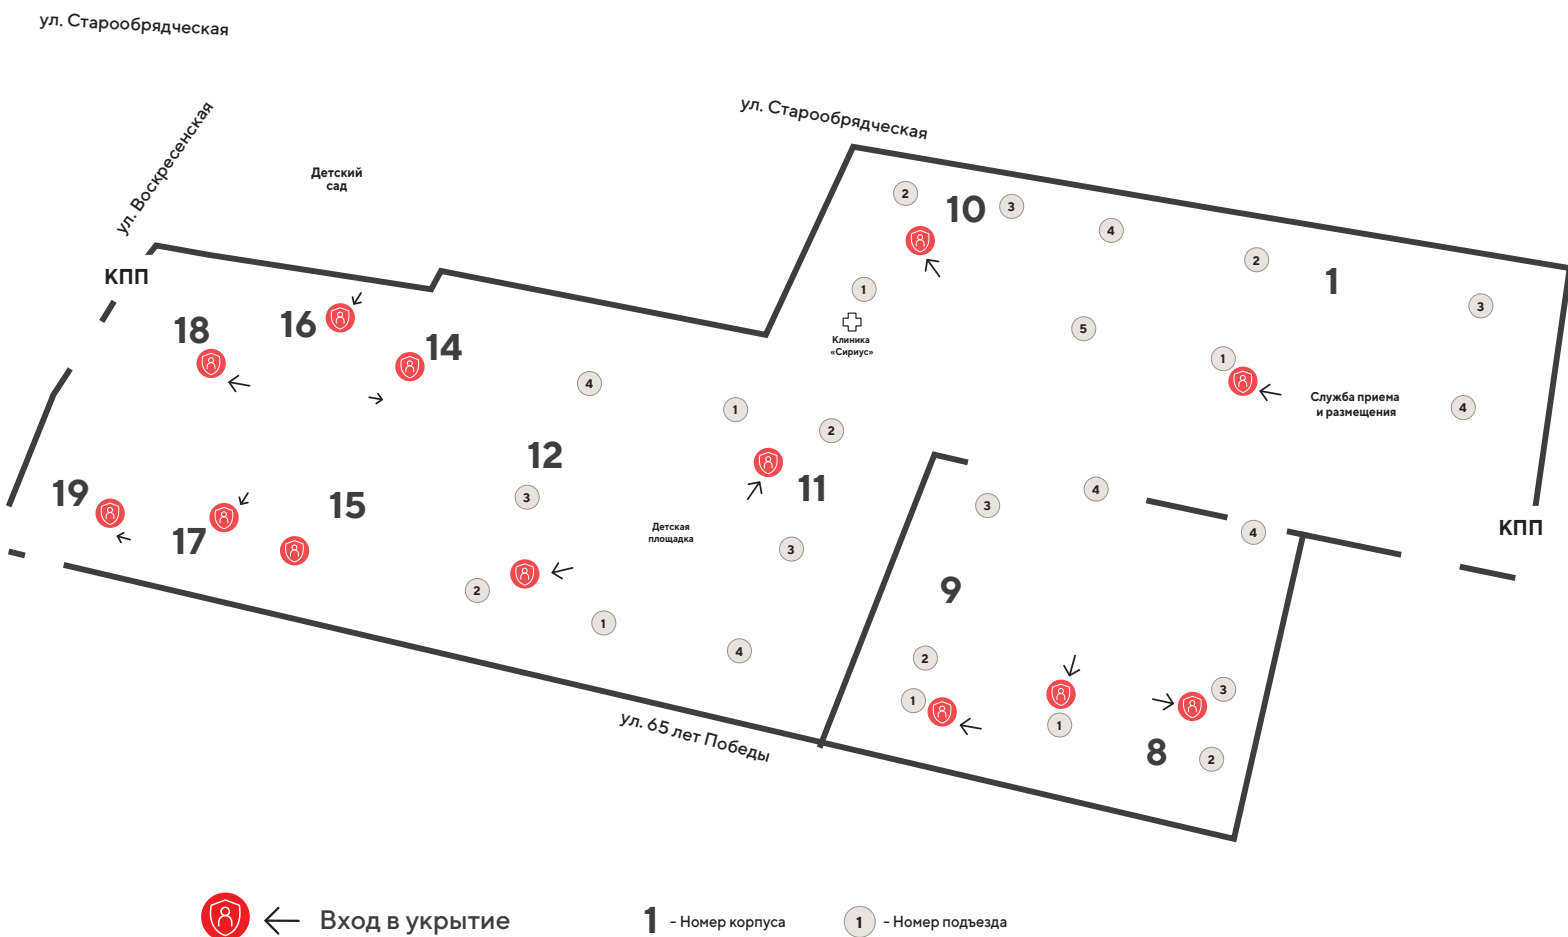 ул. Старообрядческая
ул. Воскресенская
Детский
сад
ул. Старообрядческая
КПП
2
10
3
4
2
1
3
1
Клиника
«Сириус»
5
1
Служба приема
и размещения
4
18
16
14
4
1
2
12
11
3
19
17
15
Детская
площадка
3
2
1
4
3
4
4
КПП
9
2
1
1
3
8
2
ул. 65 лет Победы
Вход в укрытие
1 - Номер корпуса
1 - Номер подъезда